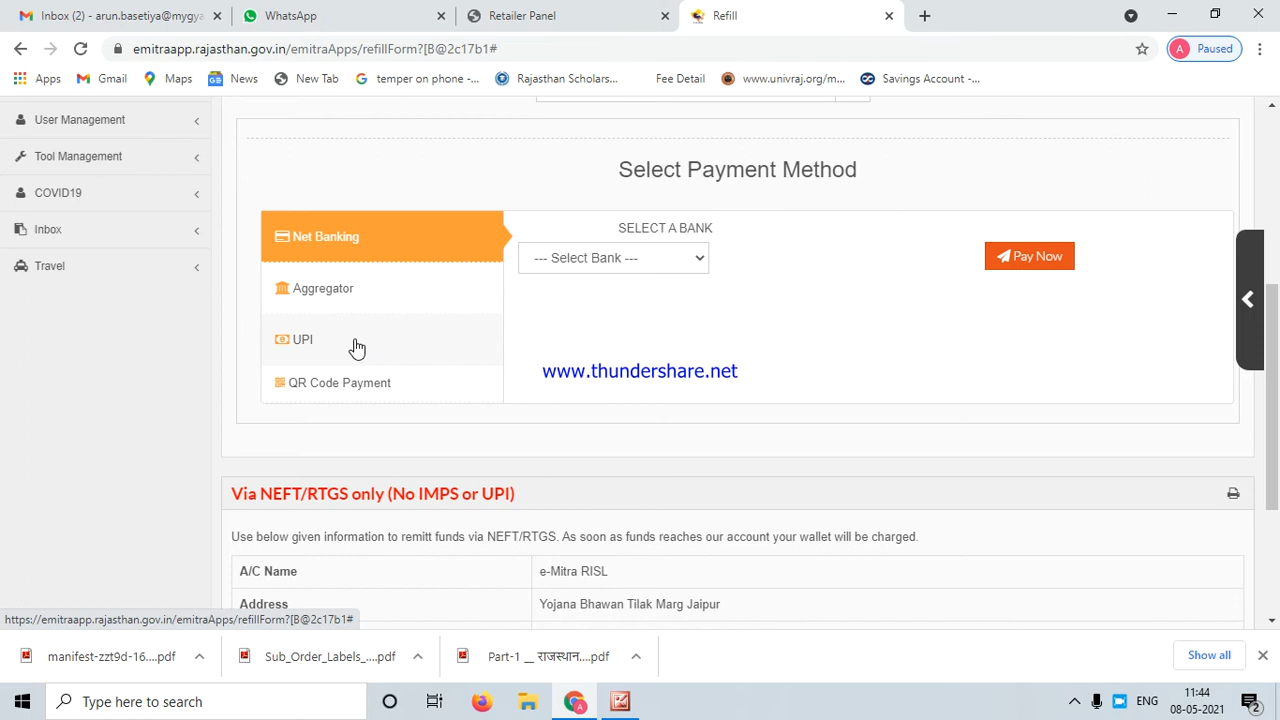 Inbox (2) - arun.basetiya@mygya
WhatsApp
Retailer Panel
Refill
emitraapp.rajasthan.gov.in/emitraApps/refillForm?[B@2c17b1#
A Paused
Apps Gmail Maps News New Tab temper on phone -... Rajasthan Scholars... Fee Detail www.univraj.org/m... Savings Account -...
User Management
Tool Management
COVID19
Inbox
Travel
Select Payment Method
Net Banking
Aggregator
UPI
QR Code Payment
SELECT A BANK
--- Select Bank ---
Pay Now
www.thundershare.net
Via NEFT/RTGS only (No IMPS or UPI)
Use below given information to remitt funds via NEFT/RTGS. As soon as funds reaches our account your wallet will be charged.
A/C Name e-Mitra RISL
Address Yojana Bhawan Tilak Marg Jaipur
https://emitraapp.rajasthan.gov.in/emitraApps/refillForm?[B@2c17b1#
manifest-zzt9d-16....pdf
Sub_Order_Labels_....pdf
Part-1 __ राजस्थान....pdf
Show all
Type here to search
ENG
11:44
08-05-2021
2